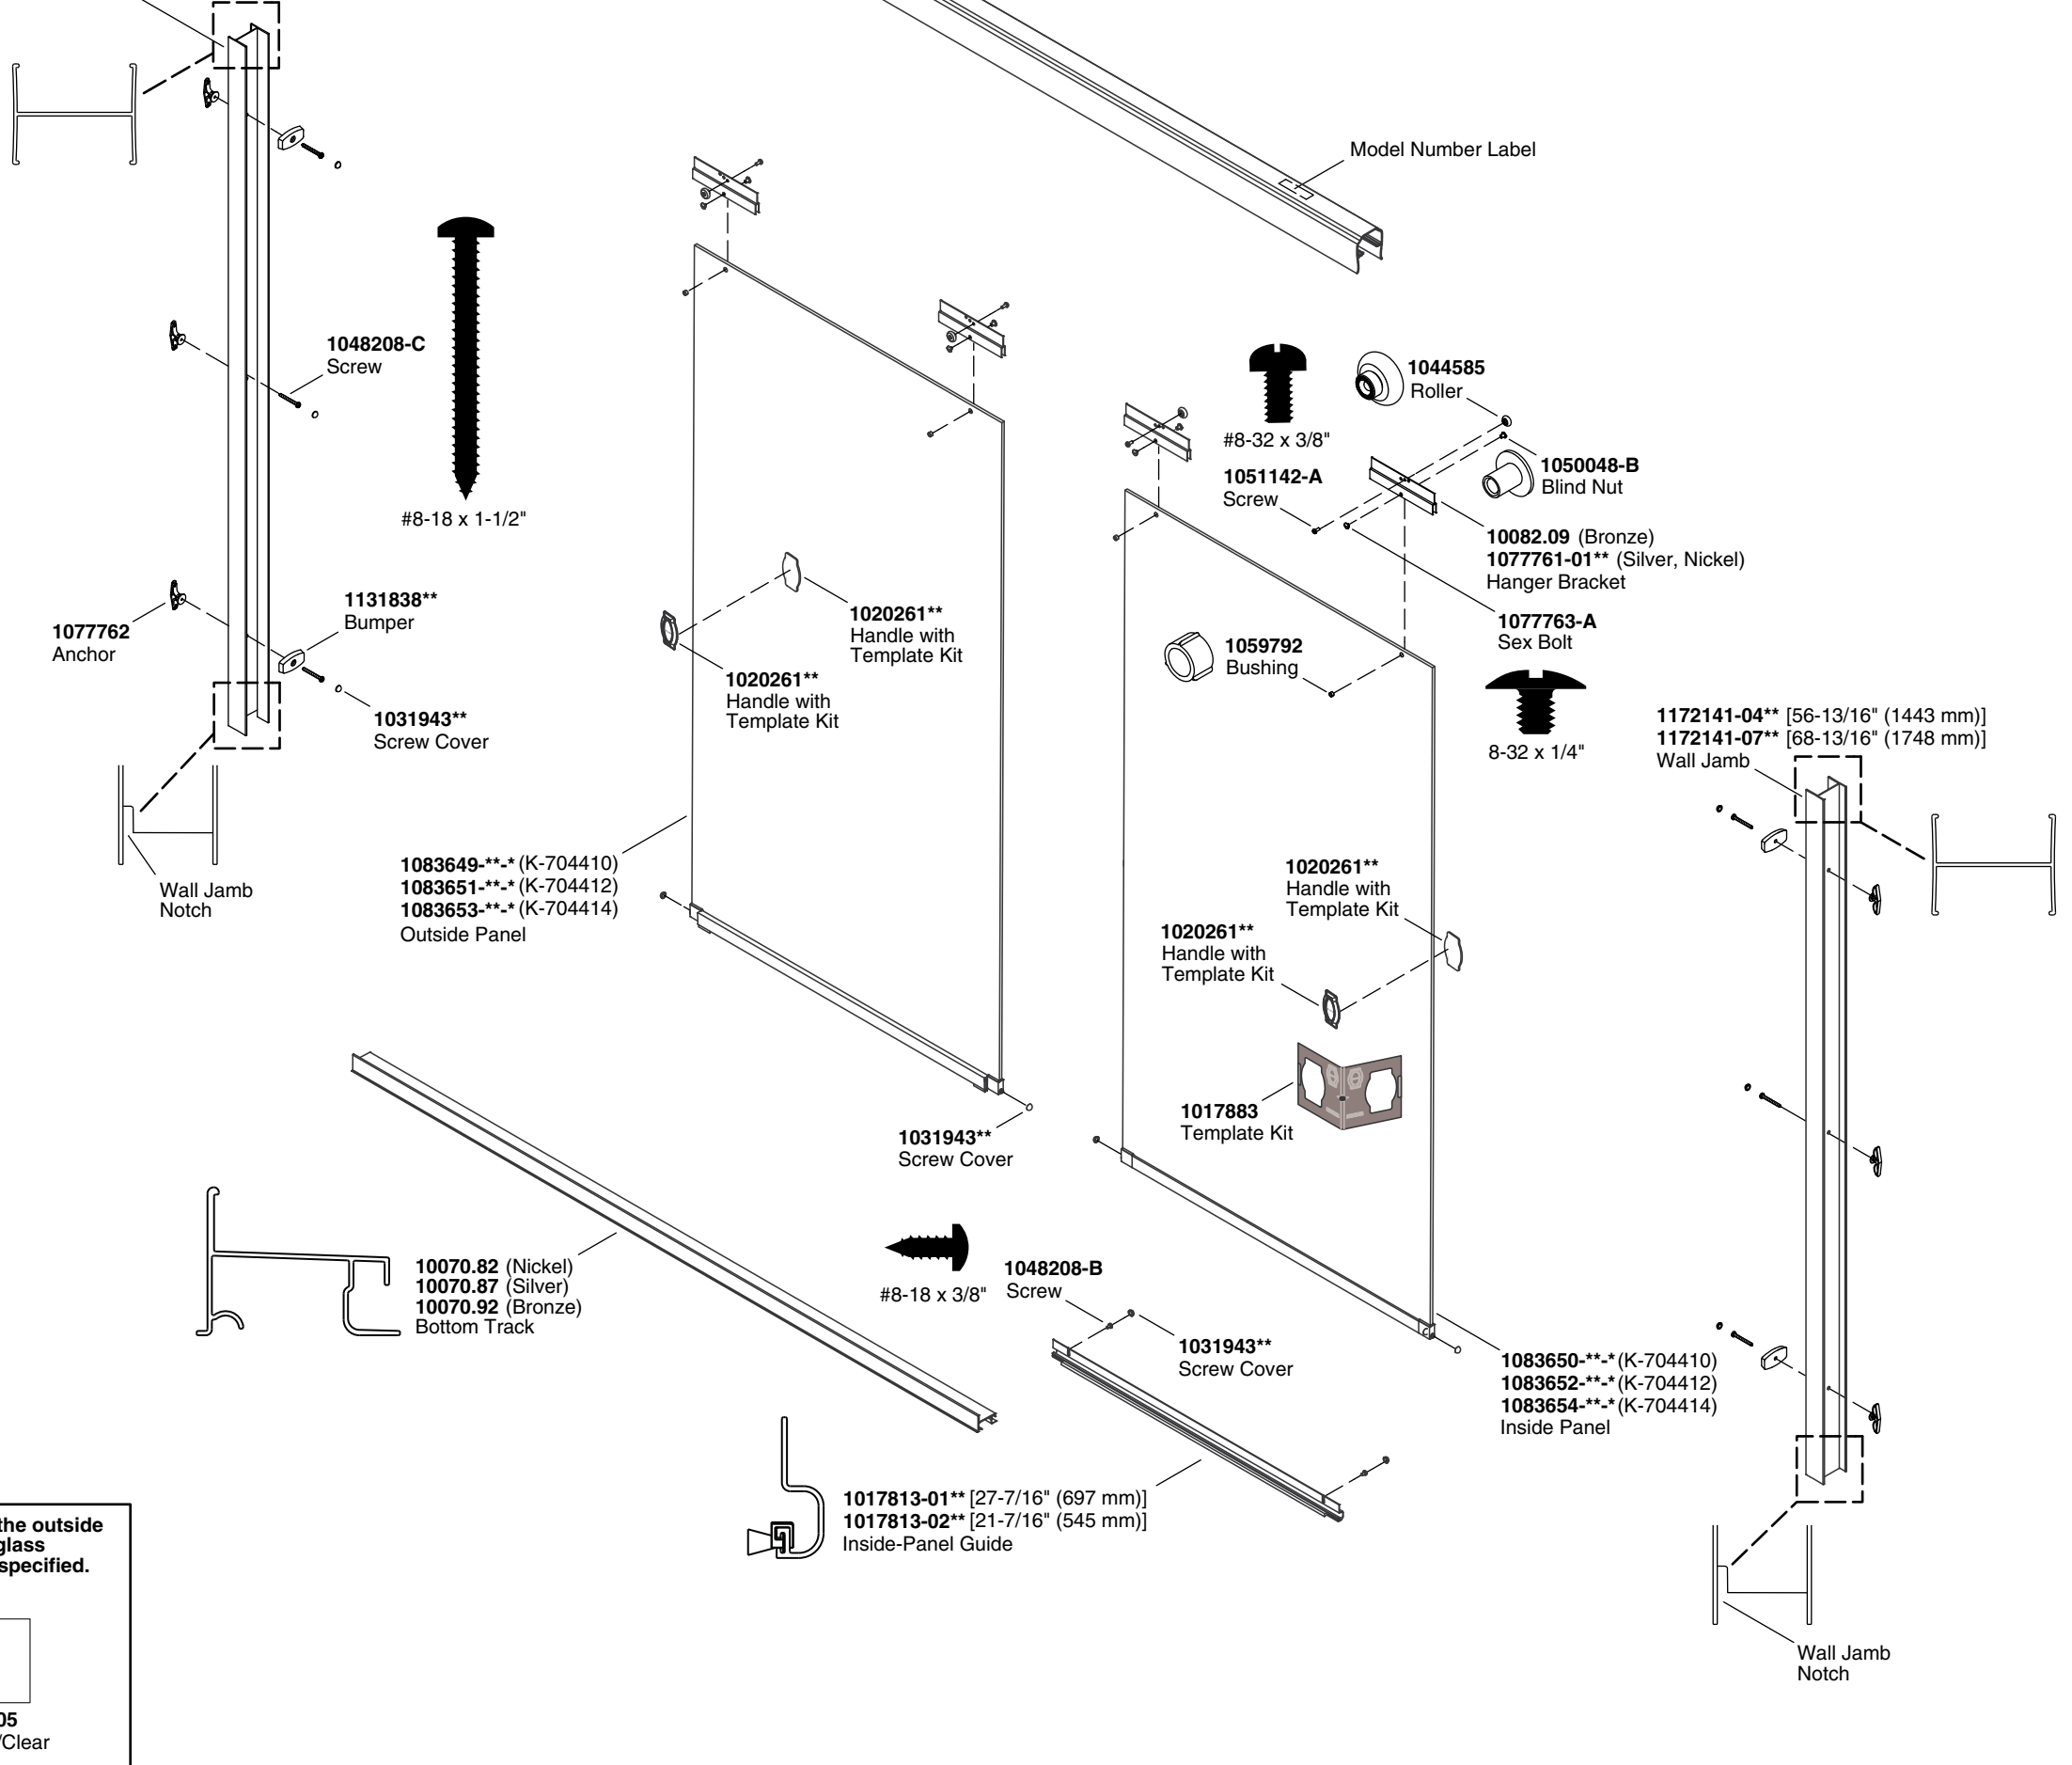 Model Number Label
1048208-C
Screw
#8-18 x 1-1/2"
1044585
Roller
#8-32 x 3/8"
1051142-A
Screw
1050048-B
Blind Nut
10082.09 (Bronze)
1077761-01** (Silver, Nickel)
Hanger Bracket
1077763-A
Sex Bolt
8-32 x 1/4"
1077762
Anchor
1131838**
Bumper
1031943**
Screw Cover
1020261**
Handle with
Template Kit
1020261**
Handle with
Template Kit
1059792
Bushing
1172141-04** [56-13/16" (1443 mm)]
1172141-07** [68-13/16" (1748 mm)]
Wall Jamb
Wall Jamb
Notch
1083649-**-* (K-704410)
1083651-**-* (K-704412)
1083653-**-* (K-704414)
Outside Panel
1020261**
Handle with
Template Kit
1020261**
Handle with
Template Kit
1017883
Template Kit
1031943**
Screw Cover
10070.82 (Nickel)
10070.87 (Silver)
10070.92 (Bronze)
Bottom Track
#8-18 x 3/8"
1048208-B
Screw
1031943**
Screw Cover
1083650-**-* (K-704410)
1083652-**-* (K-704412)
1083654-**-* (K-704414)
Inside Panel
1017813-01** [27-7/16" (697 mm)]
1017813-02** [21-7/16" (545 mm)]
Inside-Panel Guide
the outside
glass
specified.
05
/Clear
Wall Jamb
Notch